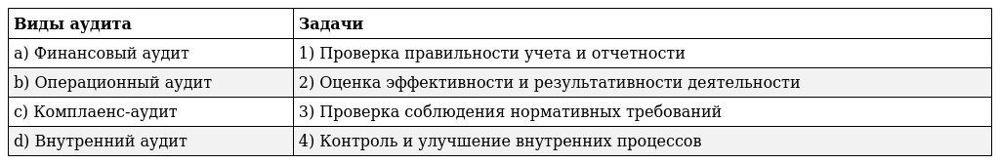 Виды аудита Задачи
a) Финансовый аудит 1) Проверка правильности учета и отчетности
b) Операционный аудит 2) Оценка эффективности и результативности деятельности
c) Комплаенс-аудит 3) Проверка соблюдения нормативных требований
d) Внутренний аудит 4) Контроль и улучшение внутренних процессов